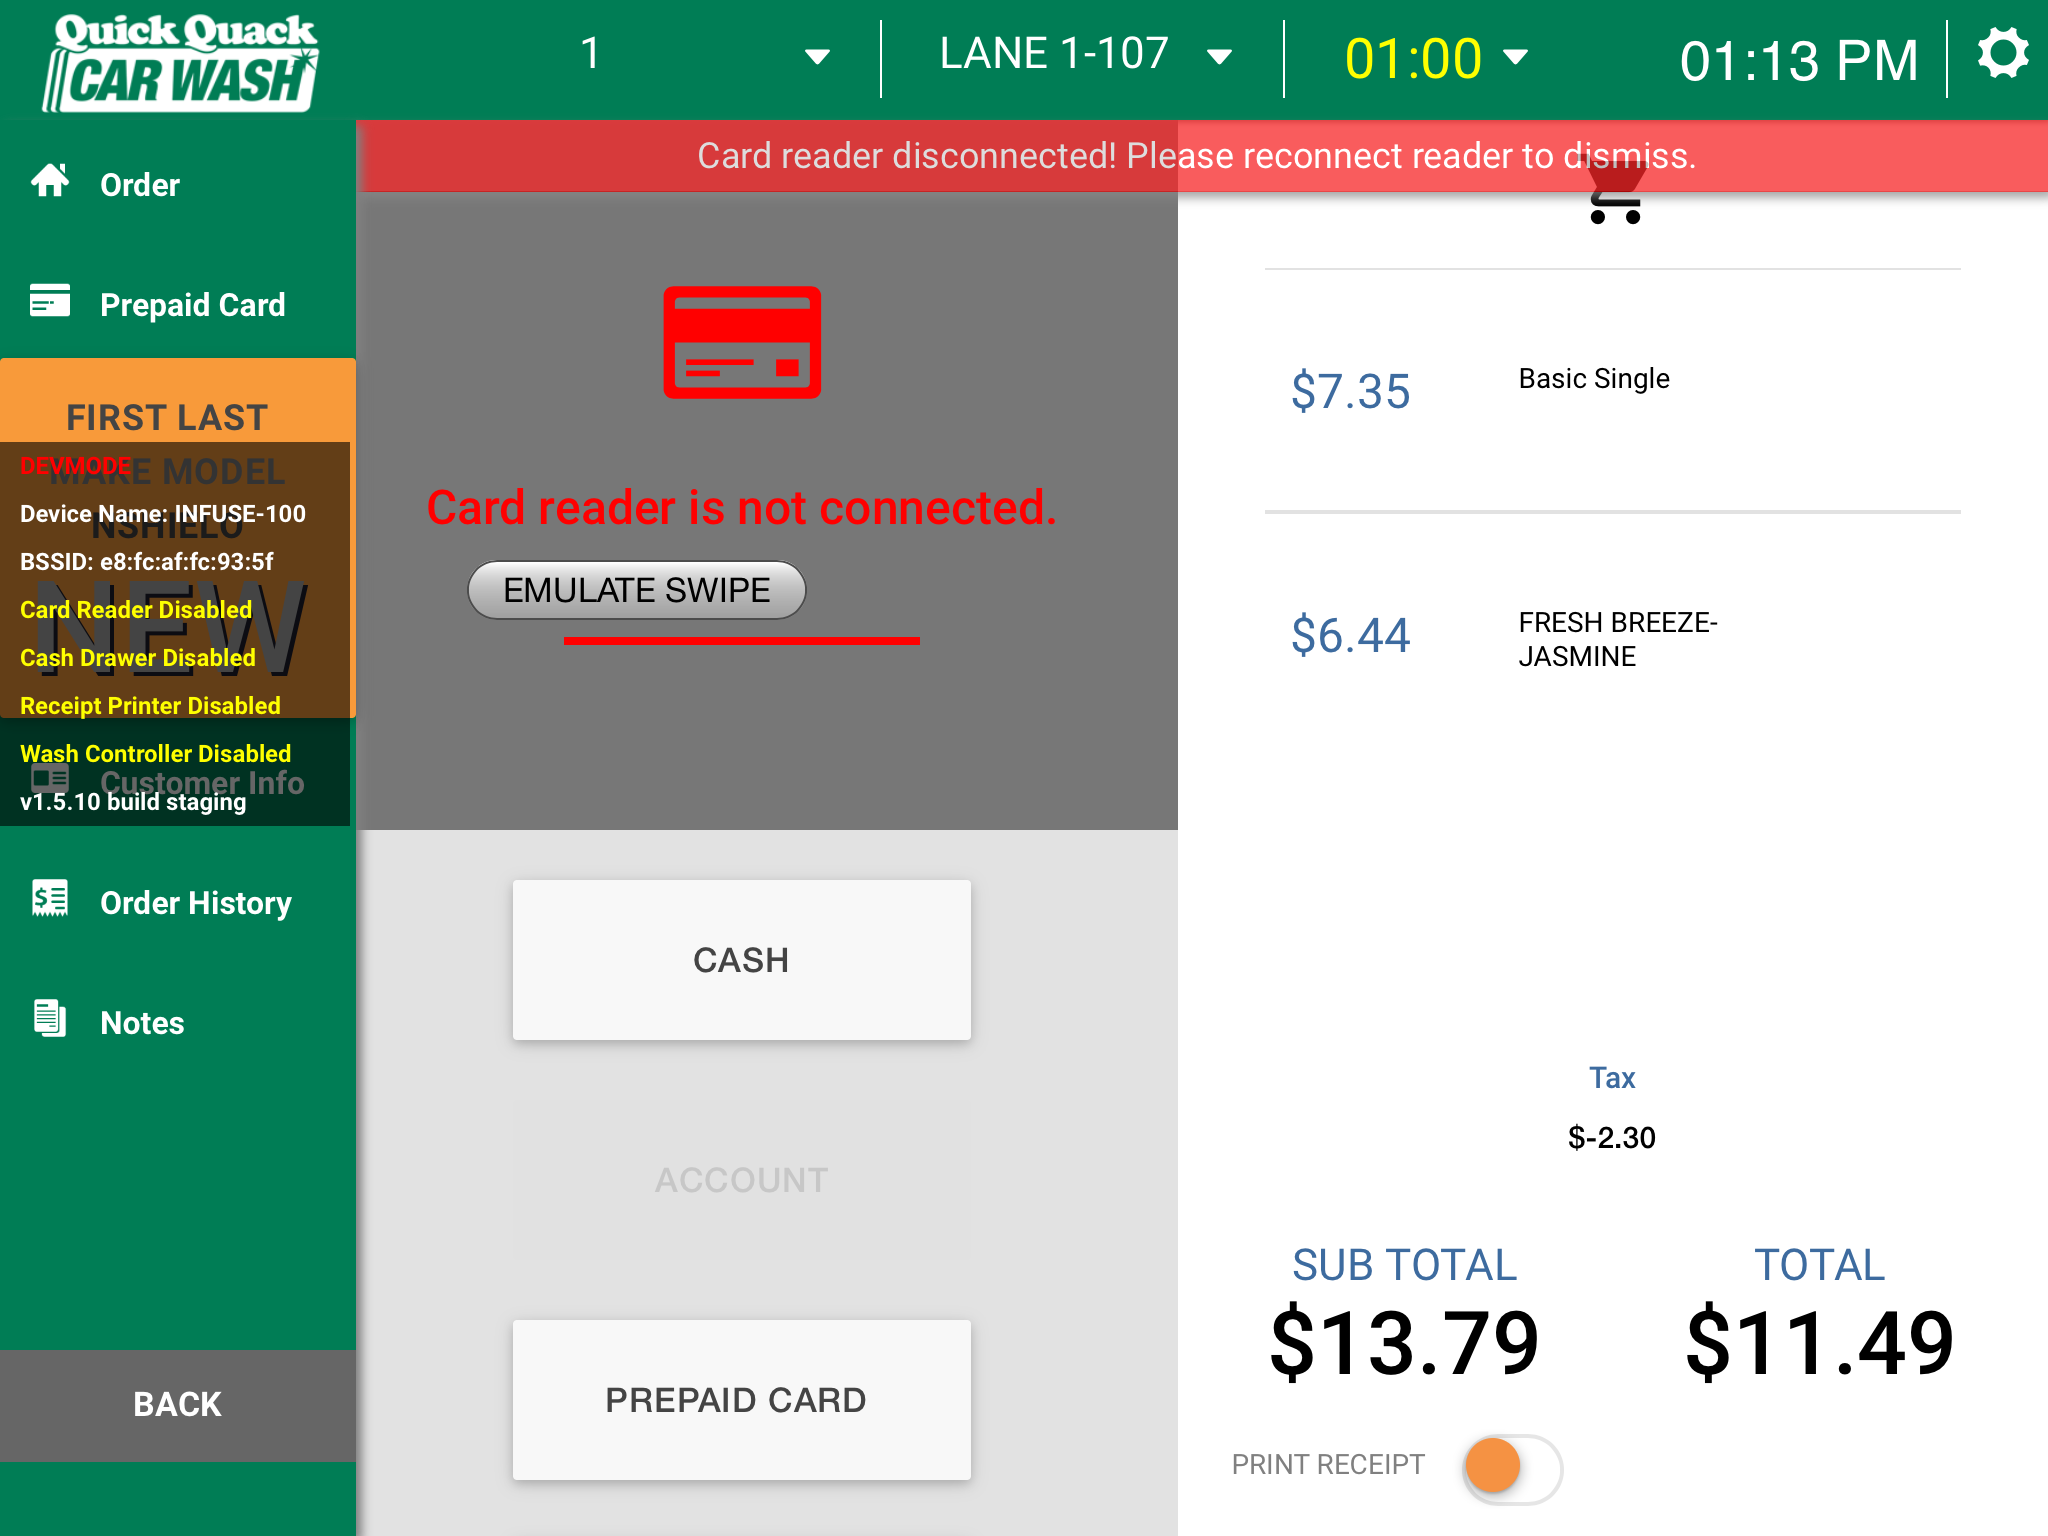 Quick Quack
CAR WASH
1
LANE 1-107
01:00
01:13 PM
Card reader disconnected! Please reconnect reader to dismiss.
Order
Prepaid Card
FIRST LAST
MAKE MODEL
DEVMODE
Device Name: INFUSE-100
NSHIELO
BSSID: e8:fc:af:fc:93:5f
NEW
Card Reader Disabled
Cash Drawer Disabled
Receipt Printer Disabled
Wash Controller Disabled
Customer Info
v1.5.10 build staging
Order History
Notes
BACK
Card reader is not connected.
EMULATE SWIPE
CASH
ACCOUNT
PREPAID CARD
$7.35 Basic Single
$6.44 FRESH BREEZE-
JASMINE
Tax
$-2.30
SUB TOTAL TOTAL
$13.79 $11.49
PRINT RECEIPT